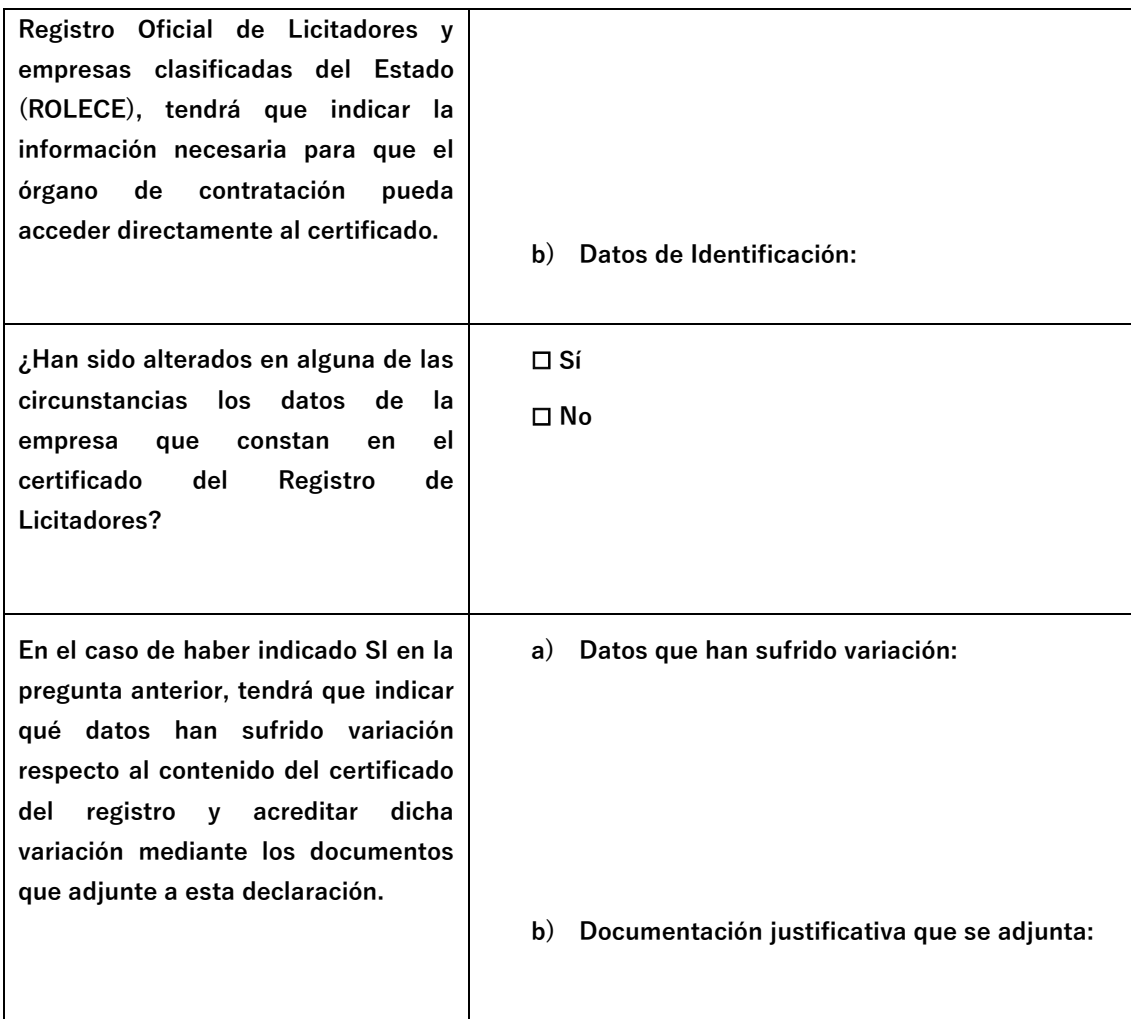 Registro Oficial de Licitadores y
empresas clasificadas del Estado
(ROLECE), tendrá que indicar la
información necesaria para que el
órgano de contratación pueda
acceder directamente al certificado.
b) Datos de Identificación:
¿Han sido alterados en alguna de las
circunstancias los datos de la
empresa que constan en el
certificado del Registro de
Licitadores?
☐ Sí
☐ No
En el caso de haber indicado SI en la
pregunta anterior, tendrá que indicar
qué datos han sufrido variación
respecto al contenido del certificado
del registro y acreditar dicha
variación mediante los documentos
que adjunte a esta declaración.
a) Datos que han sufrido variación:
b) Documentación justificativa que se adjunta: